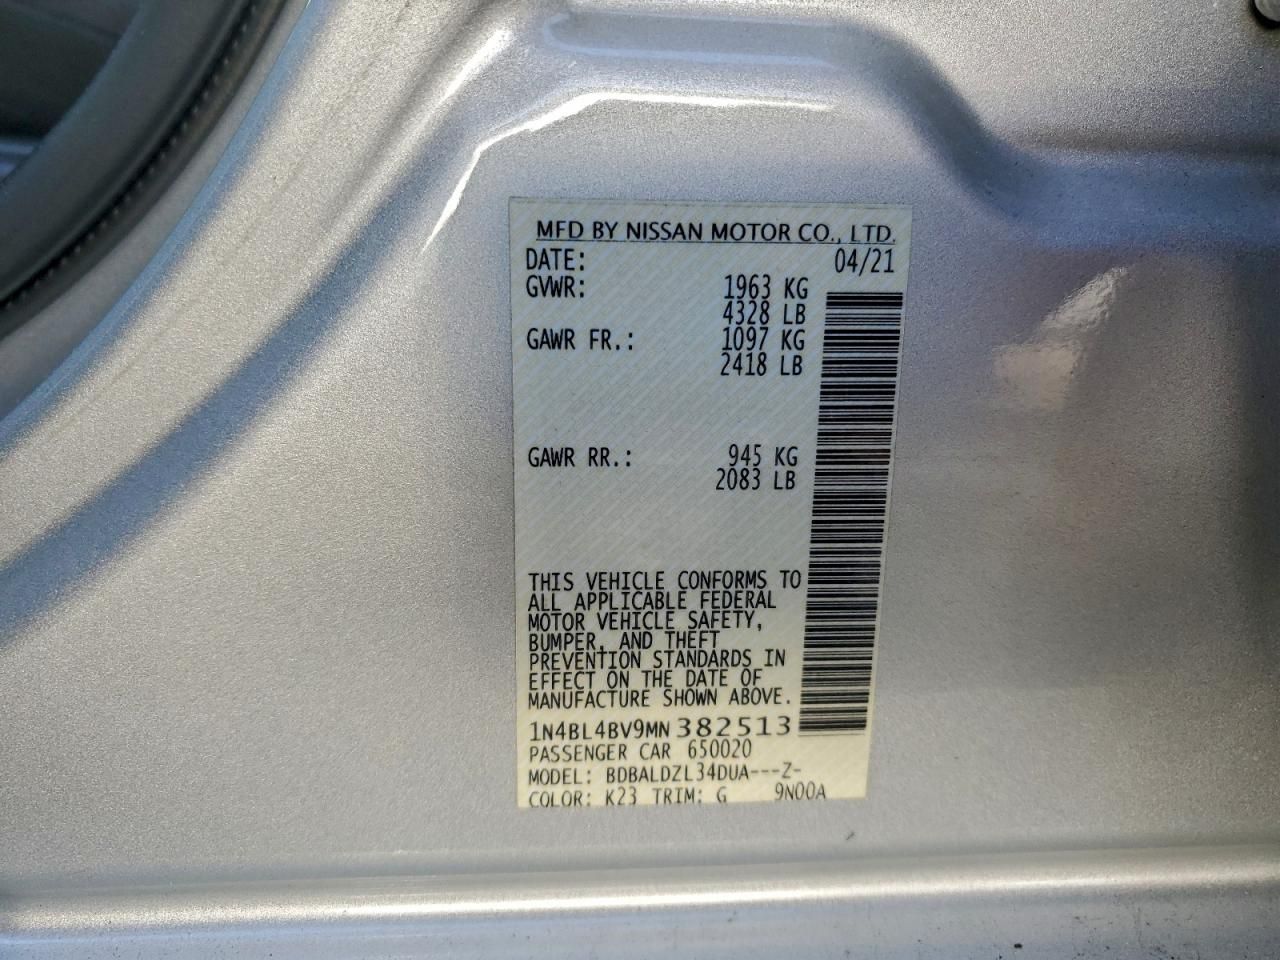 MFD BY NISSAN MOTOR CO., LTD.
DATE: 04/21
GVWR: 1963 KG
4328 LB
GAWR FR.: 1097 KG
2418 LB
GAWR RR.: 945 KG
2083 LB
THIS VEHICLE CONFORMS TO
ALL APPLICABLE FEDERAL
MOTOR VEHICLE SAFETY,
BUMPER, AND THEFT
PREVENTION STANDARDS IN
EFFECT ON THE DATE OF
MANUFACTURE SHOWN ABOVE.
1N4BL4BV9MN382513
PASSENGER CAR 650020
MODEL: BDBALDZL34DUA---Z-
COLOR: K23 TRIM: G 9N00A